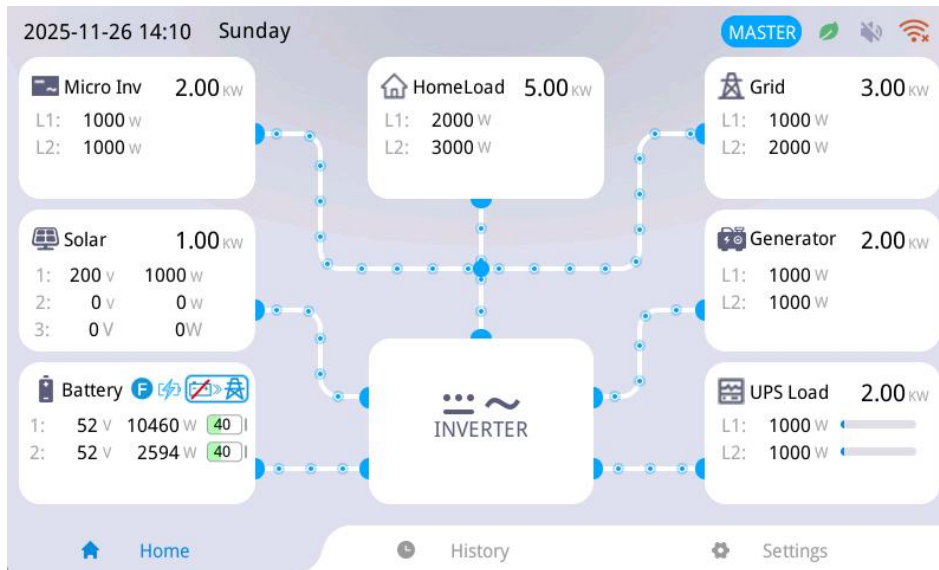 2025-11-26 14:10 Sunday
MASTER
Micro Inv 2.00 KW
L1: 1000 W
L2: 1000 W
HomeLoad 5.00 KW
L1: 2000 W
L2: 3000 W
Grid 3.00 KW
L1: 1000 W
L2: 2000 W
Solar 1.00 KW
1: 200 V 1000 W
2: 0 V 0 W
3: 0 V 0W
Generator 2.00 KW
L1: 1000 W
L2: 1000 W
Battery F
1: 52 V 10460 W 40
2: 52 V 2594 W 40
INVERTER
UPS Load 2.00 KW
L1: 1000 W
L2: 1000 W
Home
History
Settings